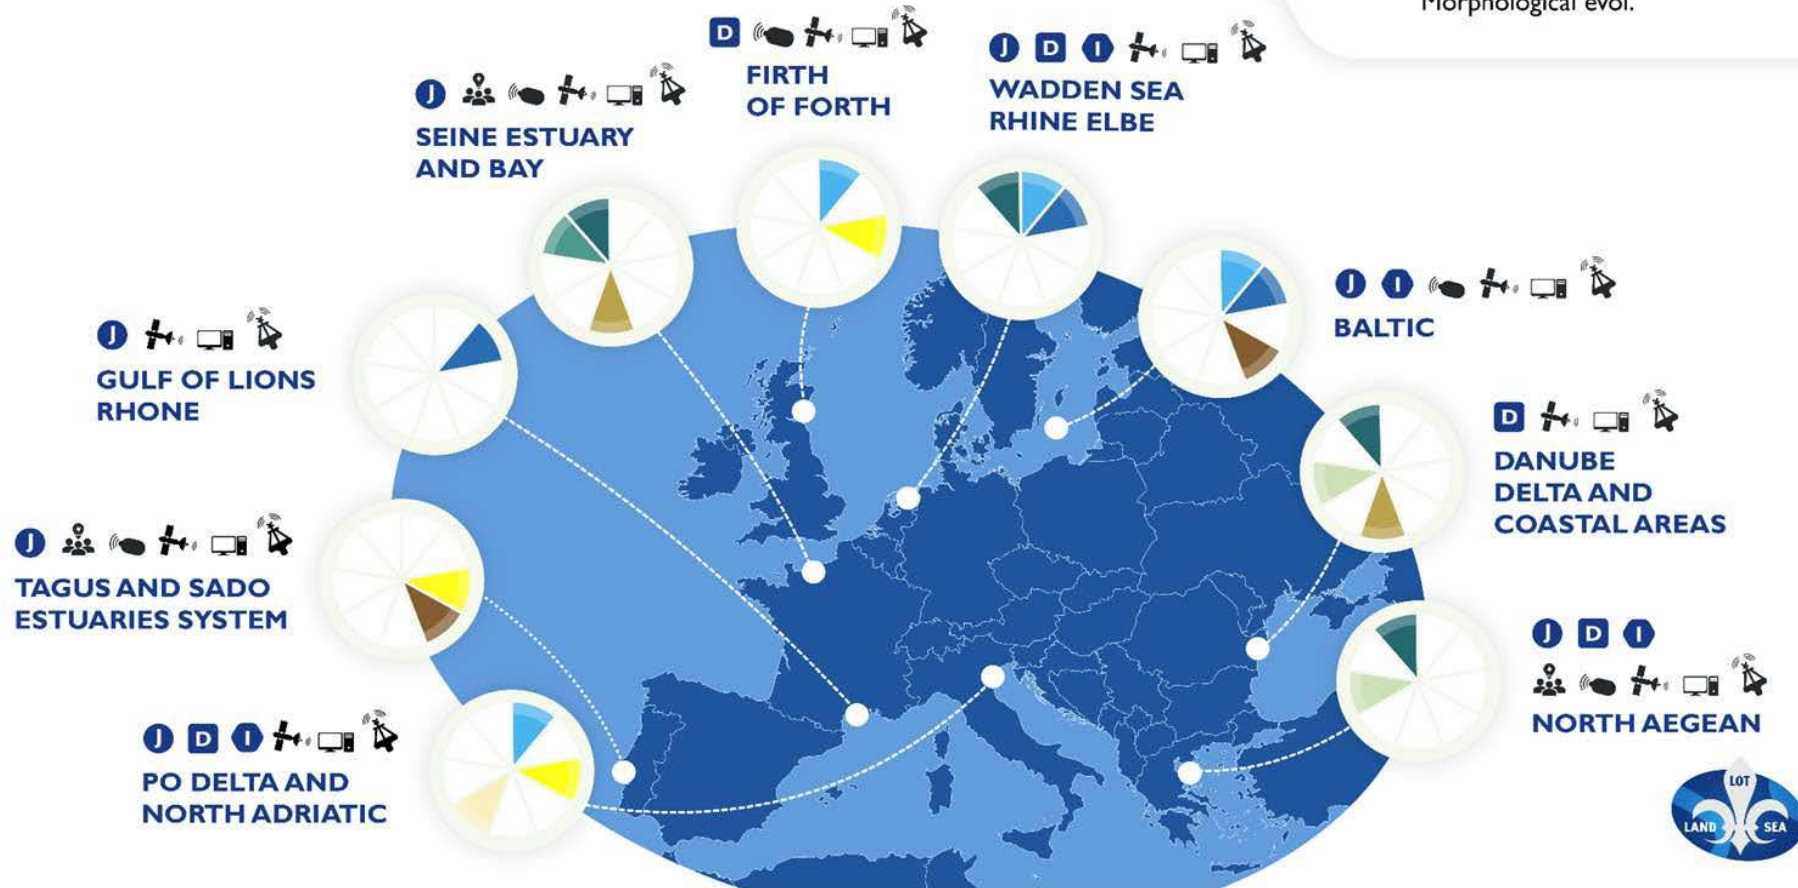 Morphological evol.
D
FIRTH
OF FORTH
J D I
WADDEN SEA
RHINE ELBE
J
SEINE ESTUARY
AND BAY
J I
BALTIC
J
GULF OF LIONS
RHONE
D
DANUBE
DELTA AND
COASTAL AREAS
J
TAGUS AND SADO
ESTUARIES SYSTEM
J D I
NORTH AEGEAN
J D I
PO DELTA AND
NORTH ADRIATIC
LOT
LAND SEA